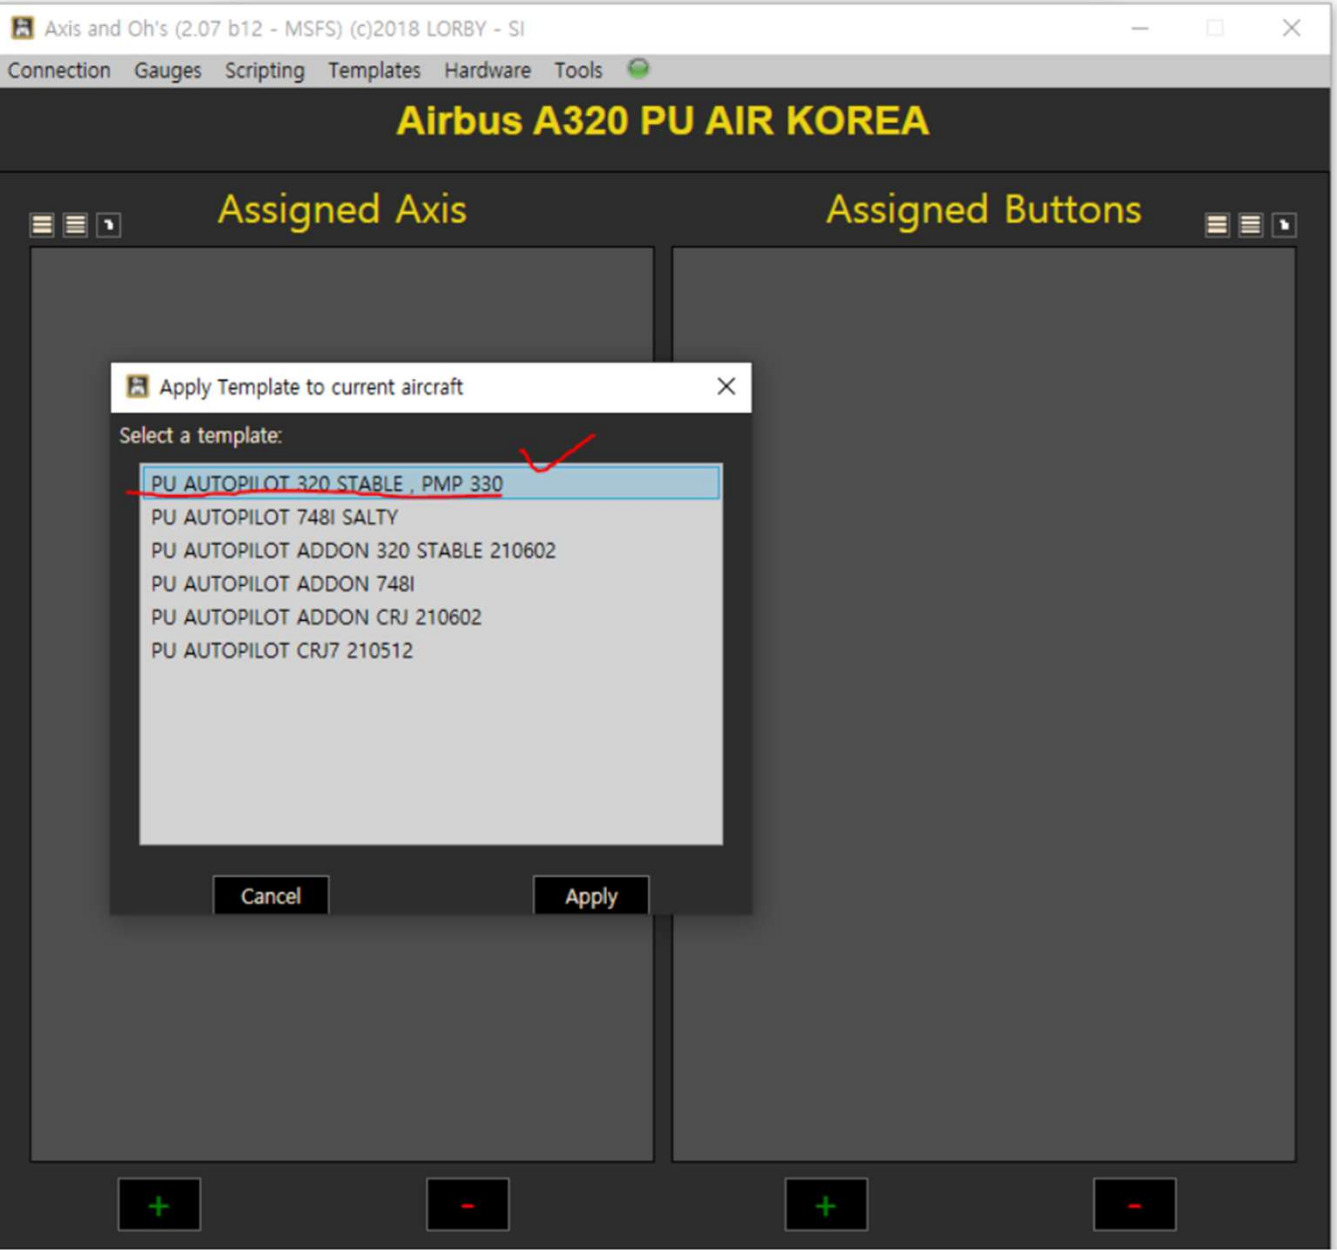 Axis and Oh's (2.07 b12 - MSFS) (c)2018 LORBY - SI
Connection Gauges Scripting Templates Hardware Tools
Airbus A320 PU AIR KOREA
Assigned Axis
Assigned Buttons
Apply Template to current aircraft
Select a template:
PU AUTOPILOT 320 STABLE , PMP 330
PU AUTOPILOT 748I SALTY
PU AUTOPILOT ADDON 320 STABLE 210602
PU AUTOPILOT ADDON 748I
PU AUTOPILOT ADDON CRJ 210602
PU AUTOPILOT CRJ7 210512
Cancel
Apply
+
-
+
-